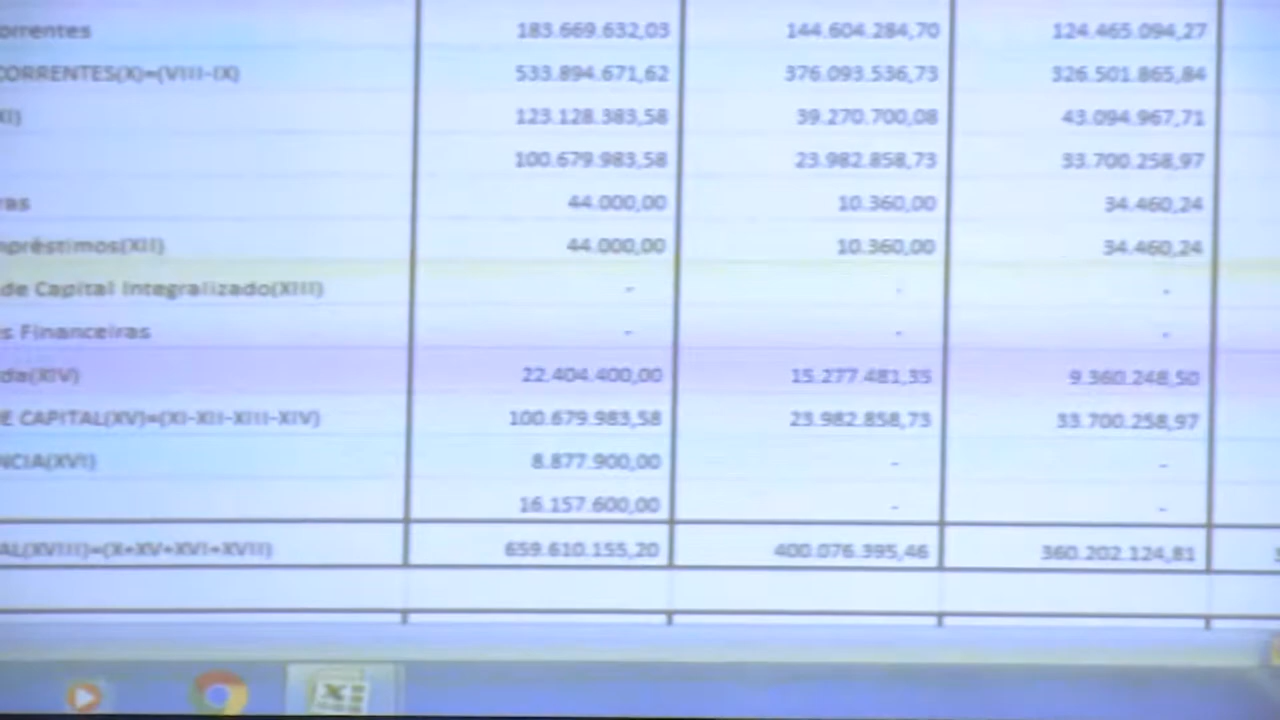 orrentes 183.669.632,03 144.604.284,70 124.465.094,27
CORRENTES(X)=(VIII-IX) 533.894.671,62 376.093.536,73 326.501.865,84
XI) 123.128.383,58 39.270.700,08 43.094.967,71
100.679.983,58 23.982.858,73 33.700.258,97
ras 44.000,00 10.360,00 34.460,24
mpréstimos(XII) 44.000,00 10.360,00 34.460,24
de Capital Integralizado(XIII) - - -
s Financeiras - - -
da(XIV) 22.404.400,00 15.277.481,35 9.360.248,50
E CAPITAL(XV)=(XI-XII-XIII-XIV) 100.679.983,58 23.982.858,73 33.700.258,97
NCIA(XVI) 8.877.900,00 - -
16.157.600,00 - -
AL(XVIII)=(X+XV+XVI+XVII) 659.610.155,20 400.076.395,46 360.202.124,81